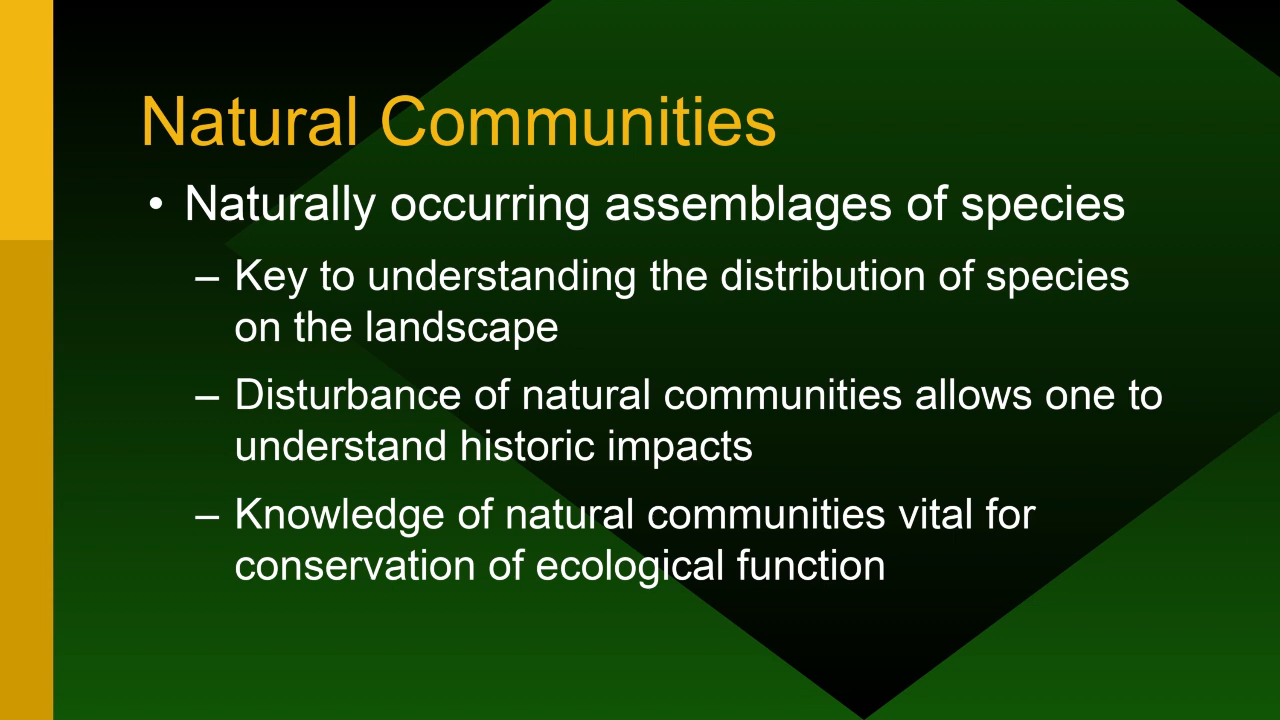 Natural Communities
• Naturally occurring assemblages of species
– Key to understanding the distribution of species
on the landscape
– Disturbance of natural communities allows one to
understand historic impacts
– Knowledge of natural communities vital for
conservation of ecological function